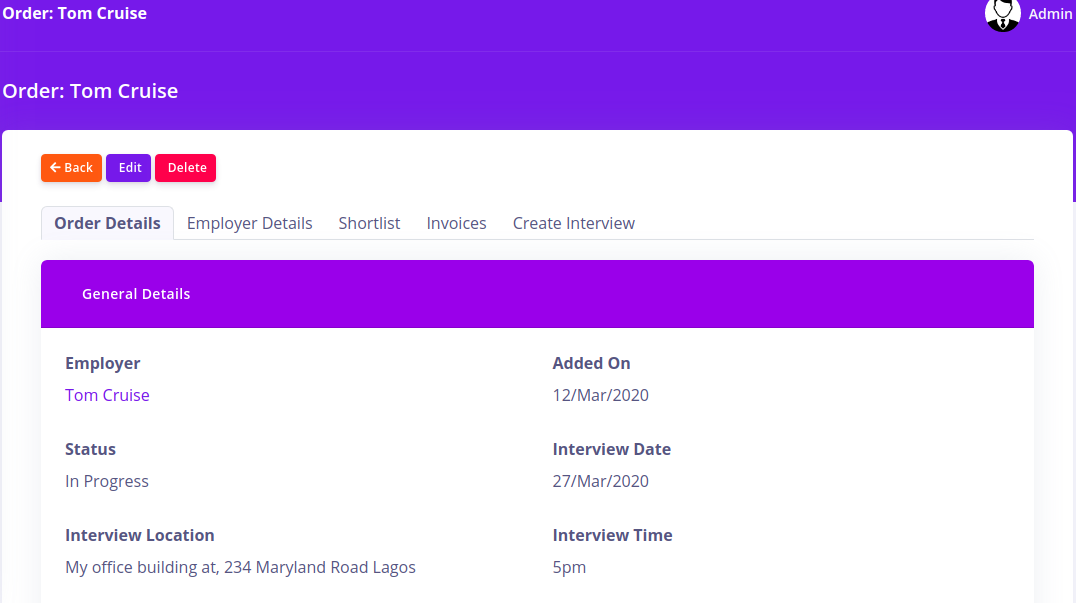 Order: Tom Cruise
Admin
Order: Tom Cruise
Back Edit Delete
Order Details Employer Details Shortlist Invoices Create Interview
General Details
Employer Added On
Tom Cruise 12/Mar/2020
Status Interview Date
In Progress 27/Mar/2020
Interview Location Interview Time
My office building at, 234 Maryland Road Lagos 5pm